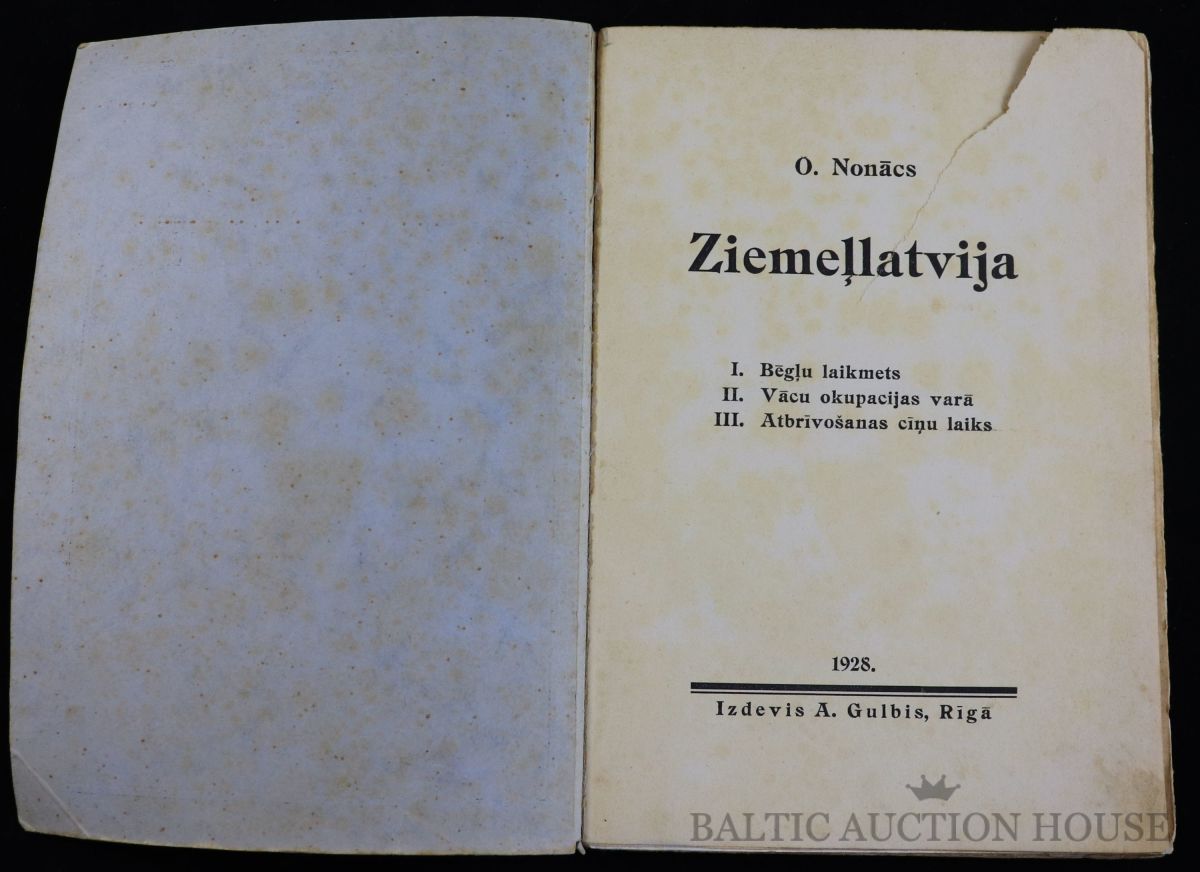 O. Nonācs
Ziemeļlatvija
I. Bēgļu laikmets
II. Vācu okupacijas varā
III. Atbrīvošanas cīņu laiks
1928.
Izdevis A. Gulbis, Rīgā
BALTIC AUCTION HOUSE